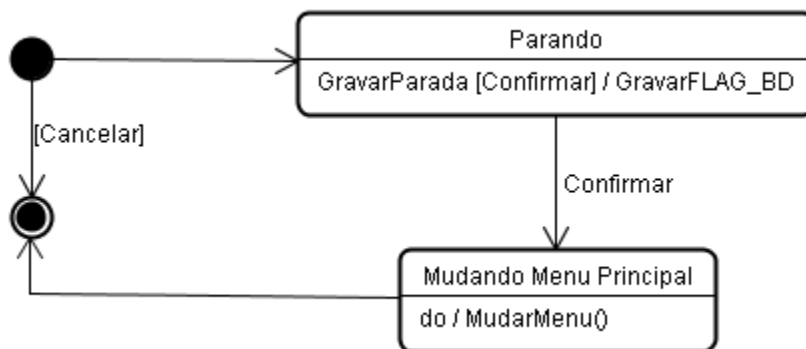 Parando
GravarParada [Confirmar] / GravarFLAG_BD
[Cancelar]
Confirmar
Mudando Menu Principal
do / MudarMenu()